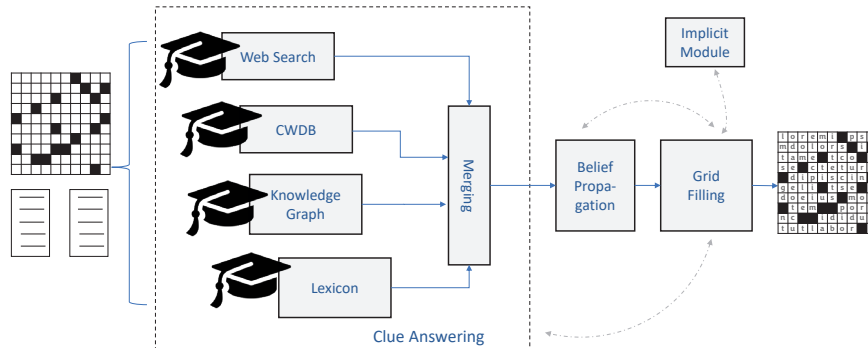 Web Search
CWDB
Knowledge
Graph
Lexicon
Merging
Clue Answering
Belief
Propa-
gation
Grid
Filling
Implicit
Module
l o r e m i p s
m d o l o r s i
t a m e t c o
s e c t e t u r
d i p i s c i n
g e l i t s e
d o e i u s m o
t e m p o r
n c i d i d u
t u t l a b o r